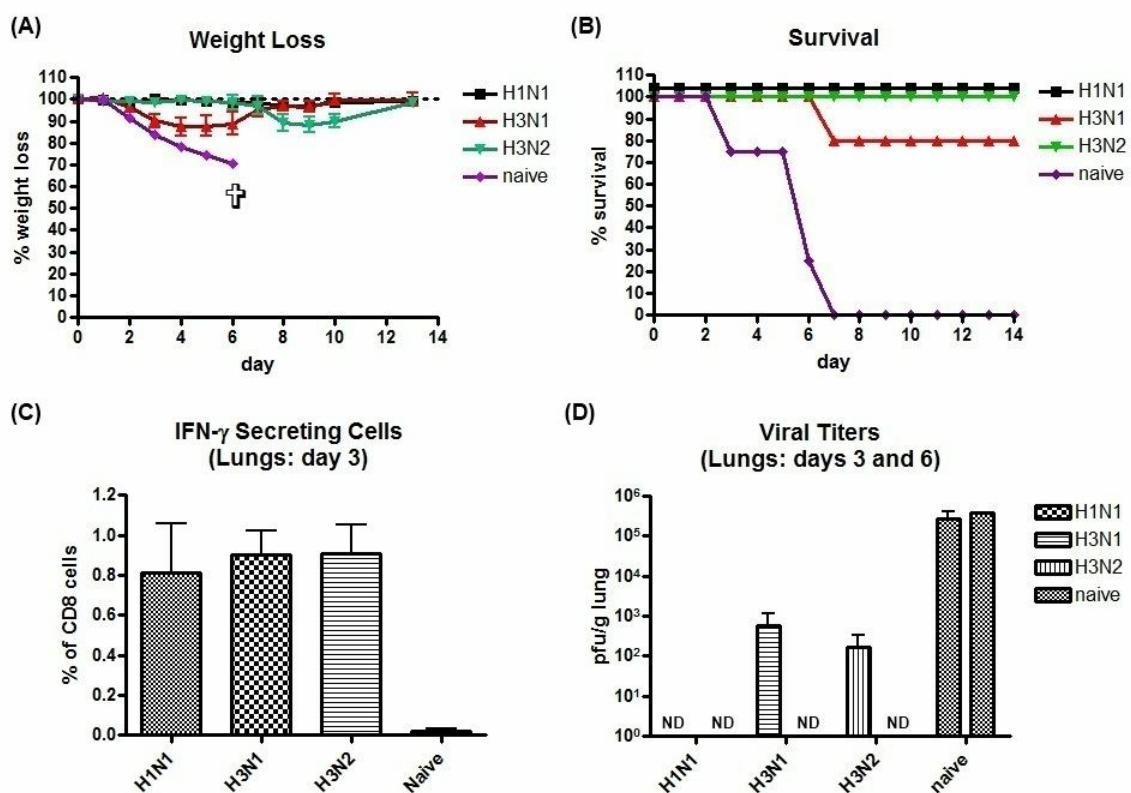 (A)
Weight Loss
110
100
90
80
70
60
50
40
30
20
10
0
% weight loss
0 2 4 6 8 10 12 14
day
H1N1
H3N1
H3N2
naive
(B)
Survival
110
100
90
80
70
60
50
40
30
20
10
0
% survival
0 2 4 6 8 10 12 14
day
H1N1
H3N1
H3N2
naive
(C)
IFN-γ Secreting Cells
(Lungs: day 3)
1.2
1.0
0.8
0.6
0.4
0.2
0.0
% of CD8 cells
H1N1
H3N1
H3N2
Naive
(D)
Viral Titers
(Lungs: days 3 and 6)
10⁶
10⁵
10⁴
10³
10²
10¹
10⁰
pfu/g lung
ND ND ND ND
H1N1
H3N1
H3N2
naive
H1N1
H3N1
H3N2
naive